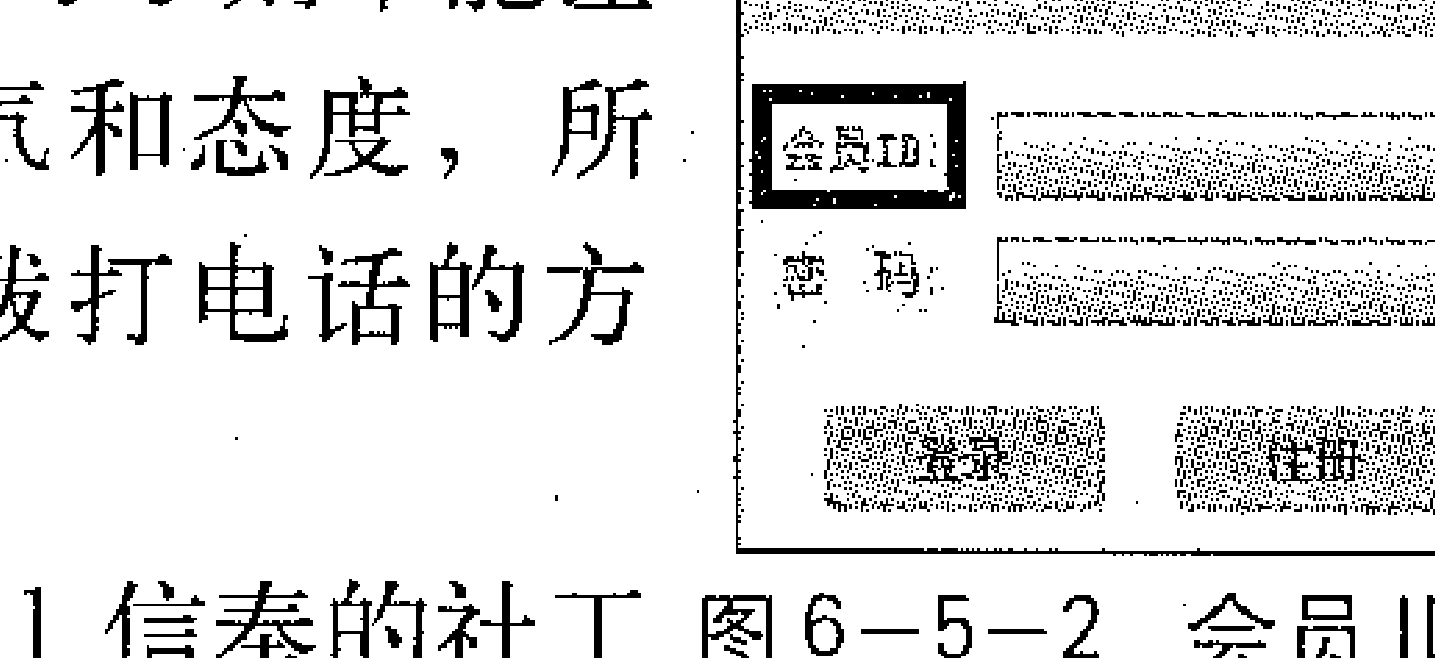 气和态度，所
拨打电话的方
会员ID:
密 码:
登录 注册
1 信奉的社工
图6-5-2 会员I